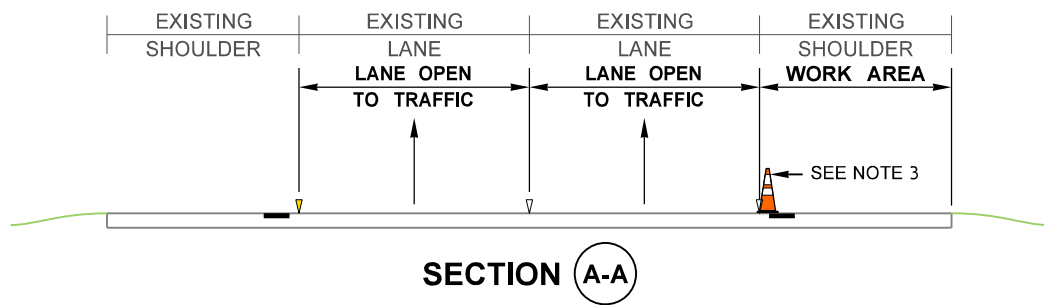 EXISTING EXISTING EXISTING EXISTING
SHOULDER LANE LANE SHOULDER
LANE OPEN LANE OPEN WORK AREA
TO TRAFFIC TO TRAFFIC
SEE NOTE 3
SECTION A-A